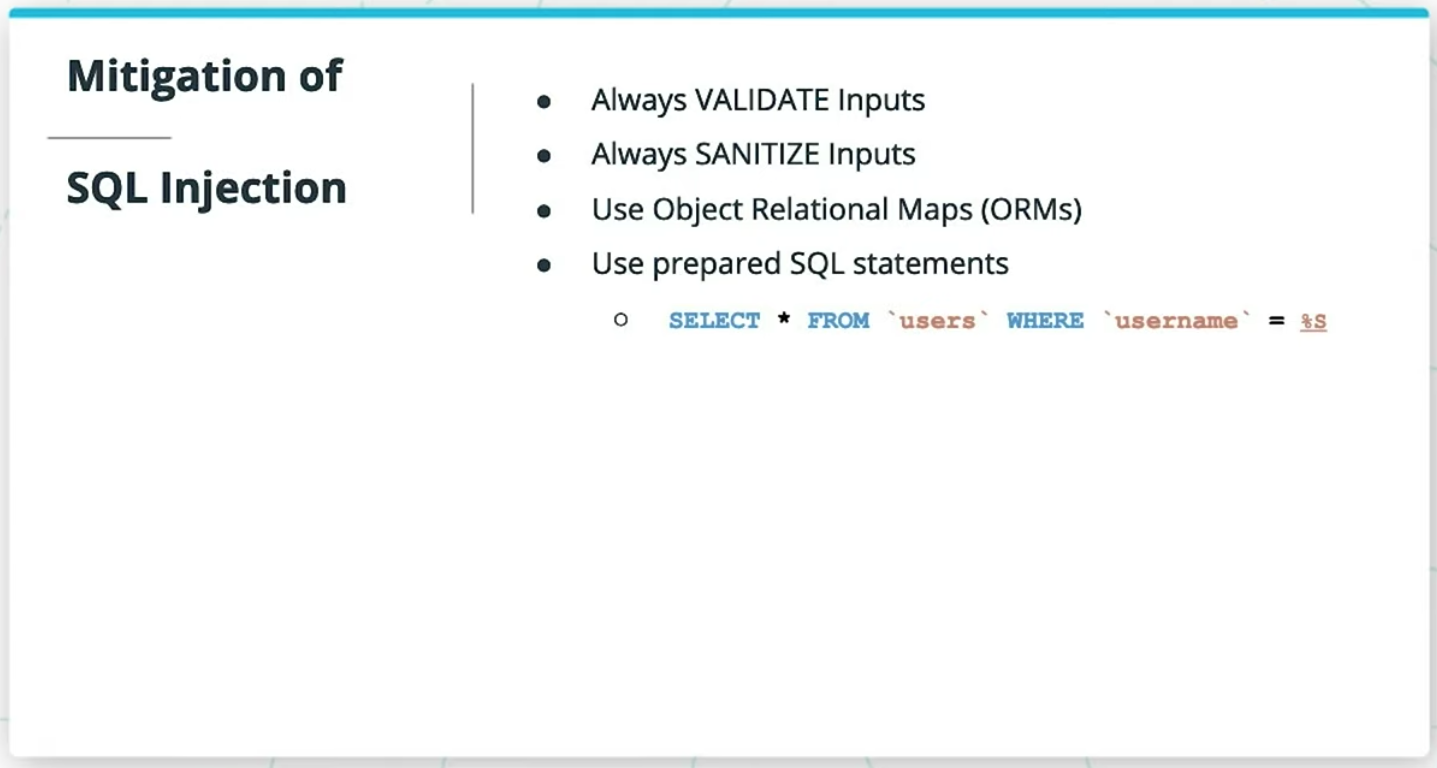 Mitigation of
SQL Injection
● Always VALIDATE Inputs
● Always SANITIZE Inputs
● Use Object Relational Maps (ORMs)
● Use prepared SQL statements
○ SELECT * FROM `users` WHERE `username` = %S